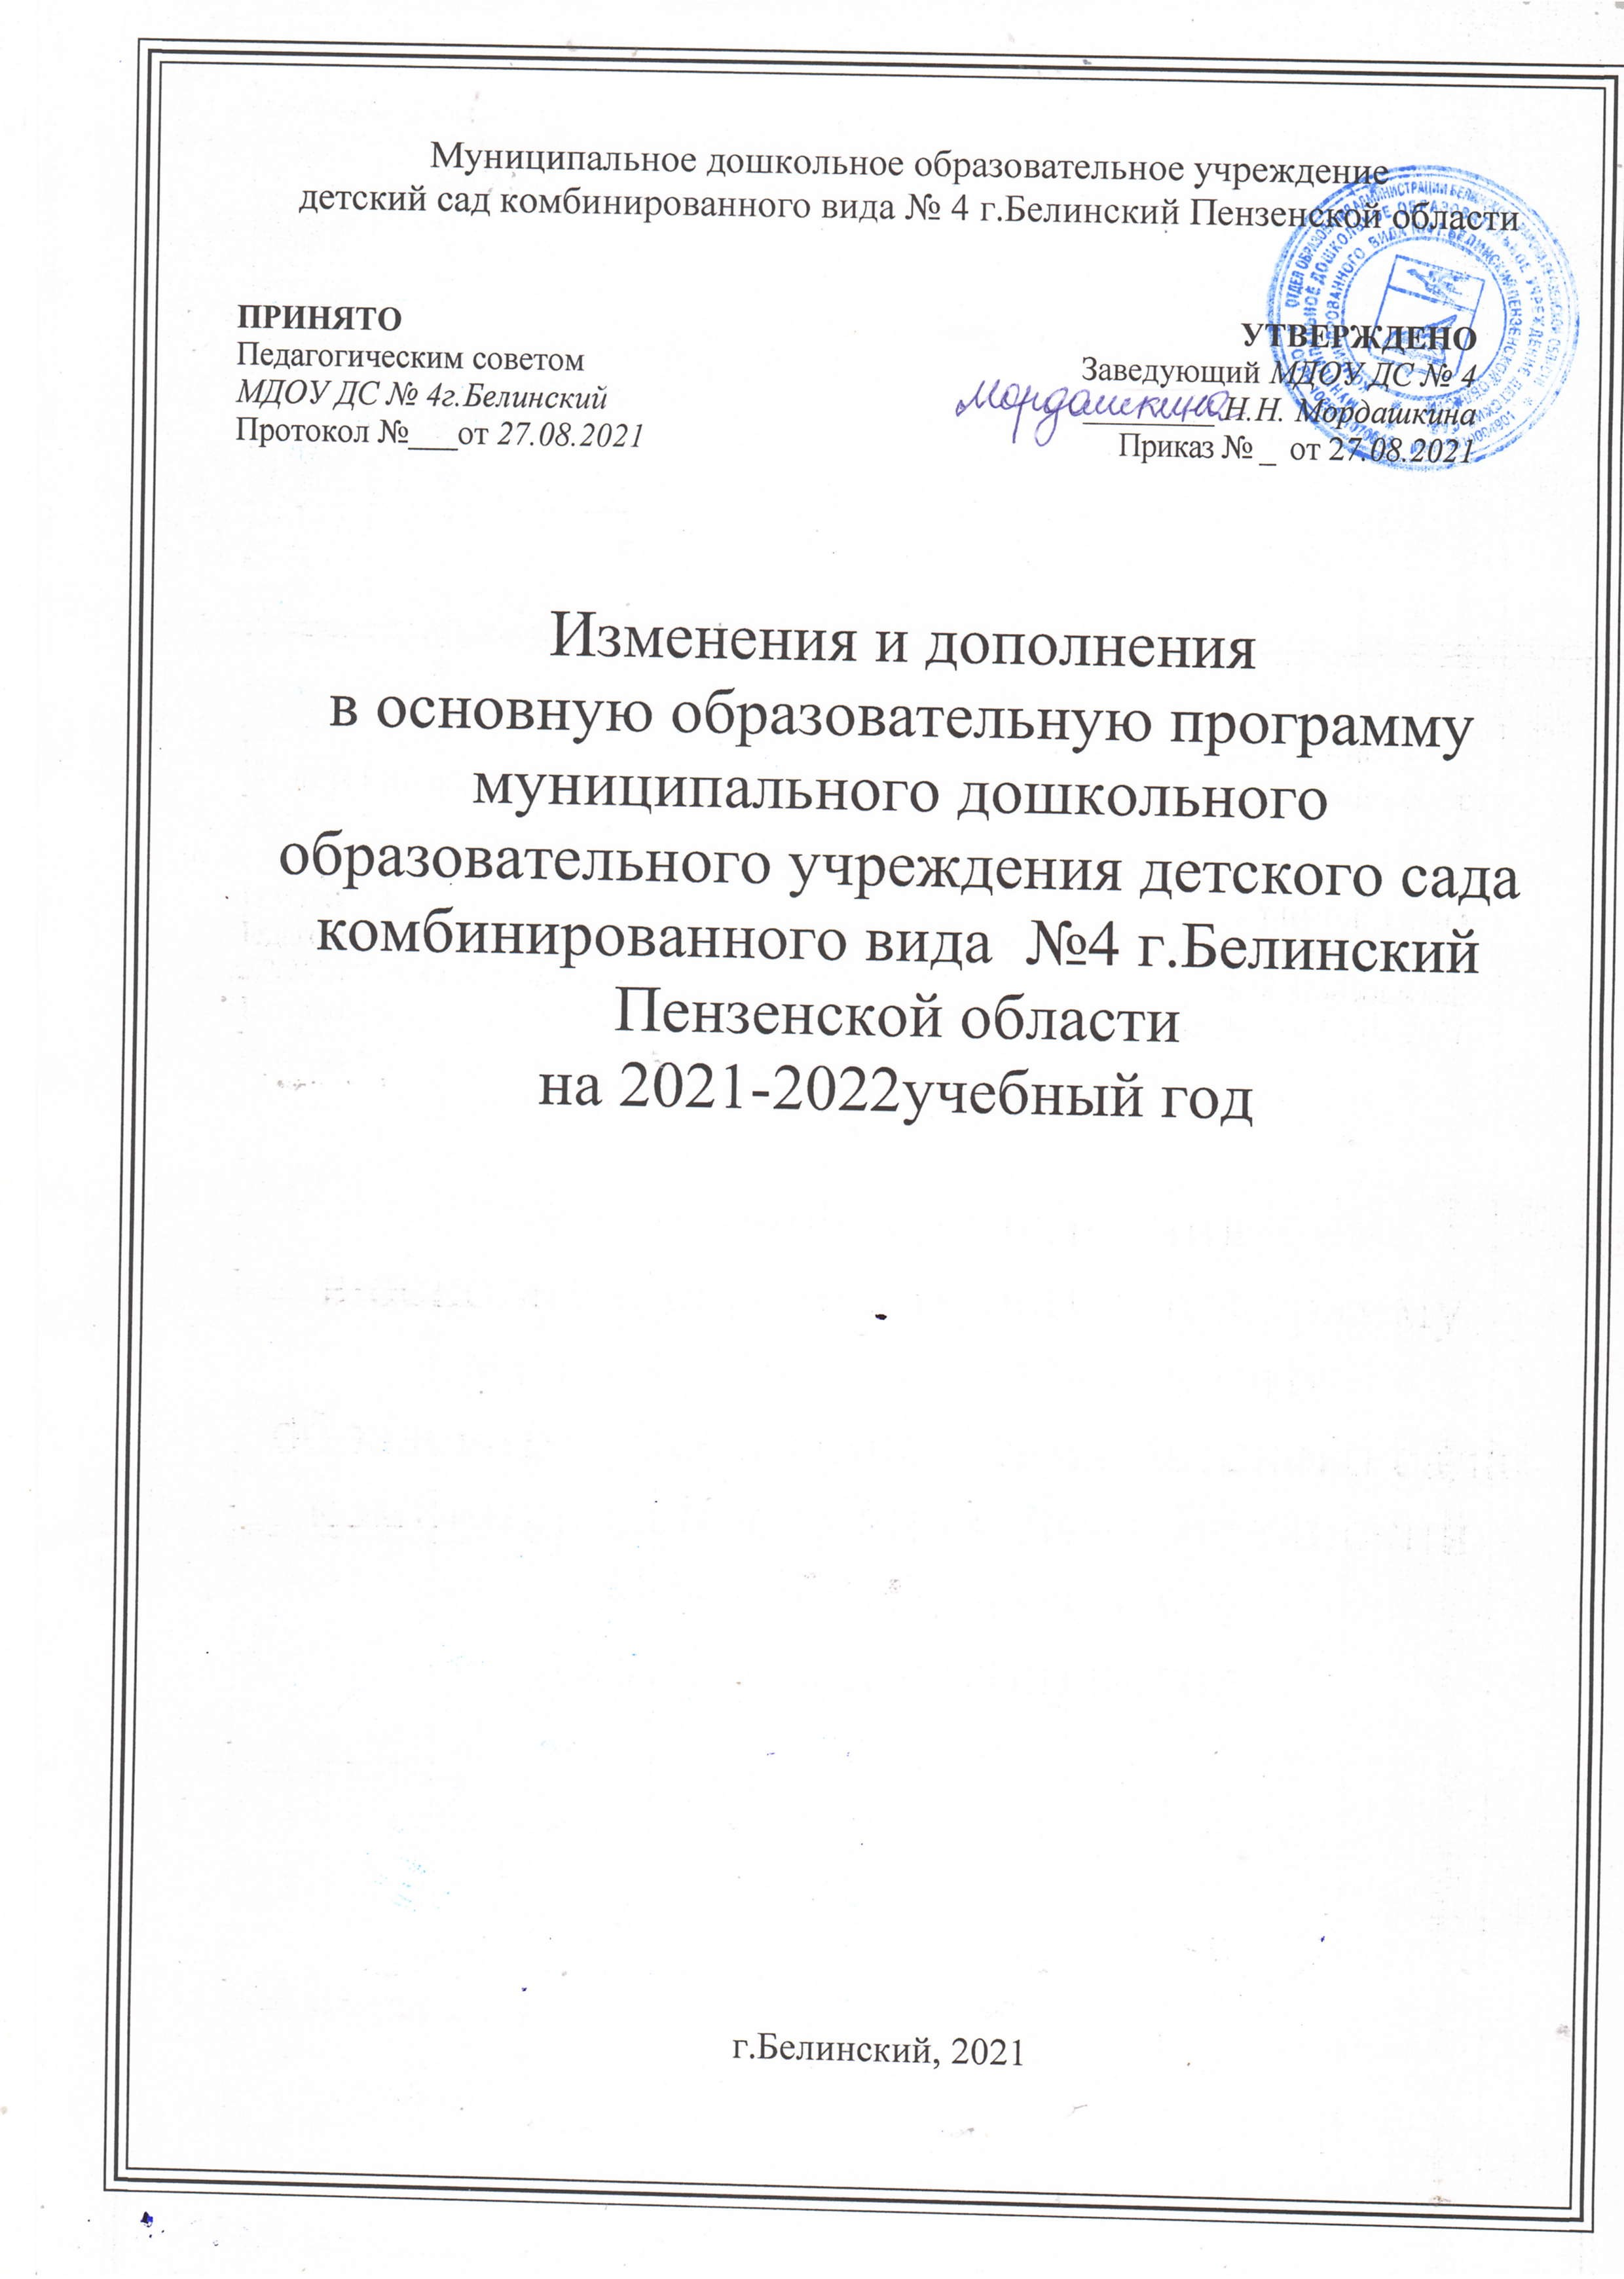 Муниципальное дошкольное образовательное учреждение
детский сад комбинированного вида № 4 г.Белинский Пензенской области
ПРИНЯТО
Педагогическим советом
МДОУ ДС № 4г.Белинский
Протокол №___от 27.08.2021
УТВЕРЖДЕНО
Заведующий МДОУ ДС № 4
Мордашкина Н.Н. Мордашкина
Приказ № _ от 27.08.2021
Изменения и дополнения
в основную образовательную программу
муниципального дошкольного
образовательного учреждения детского сада
комбинированного вида №4 г.Белинский
Пензенской области
на 2021-2022учебный год
г.Белинский, 2021